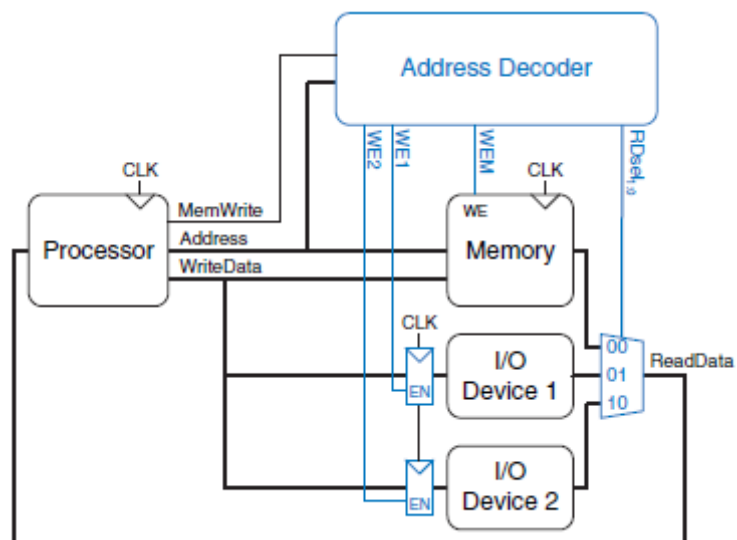 Address Decoder
WE2
WE1
WEM
RDsel1:0
CLK
CLK
MemWrite
WE
Processor
Address
Memory
WriteData
CLK
00
I/O
Device 1
ReadData
01
EN
10
I/O
Device 2
EN